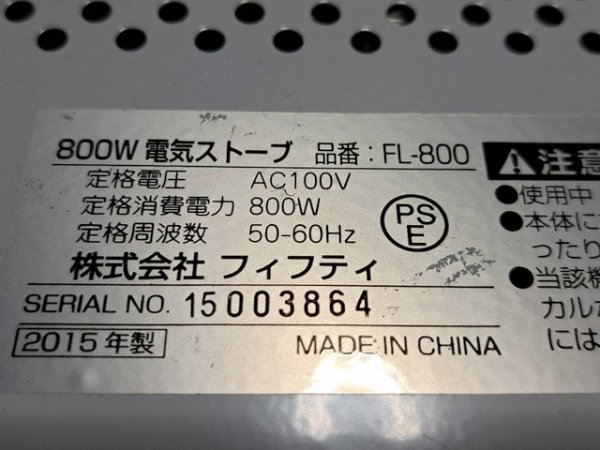 800W 電気ストーブ 品番：FL-800
定格電圧 AC100V
定格消費電力 800W
定格周波数 50-60Hz
PS
E
株式会社 フィフティ
SERIAL NO. 15003864
2015年製 MADE IN CHINA
注意
●使用中
●本体に
ったり
●当該機
カルボ
には